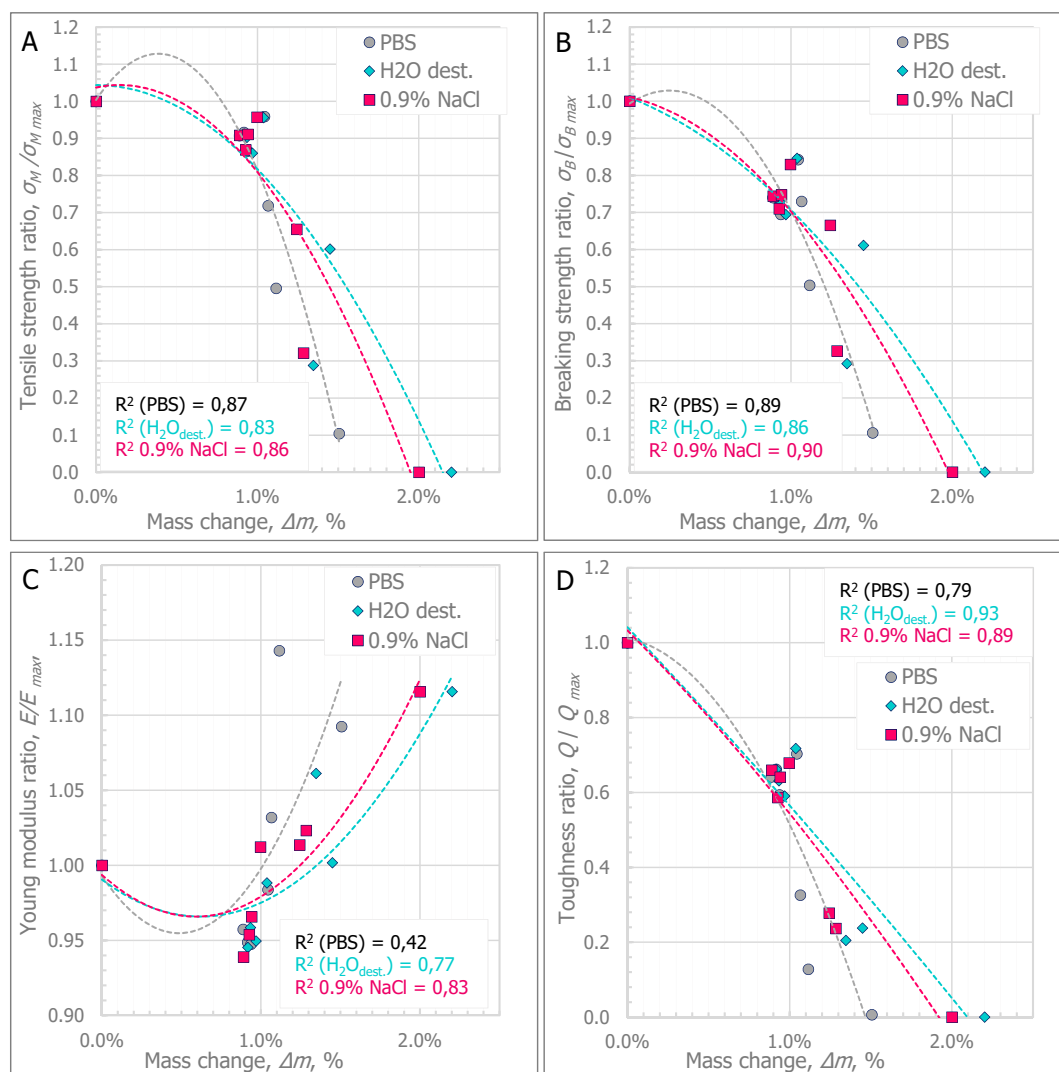 A
PBS
H2O dest.
0.9% NaCl
1.2
1.1
1.0
0.9
0.8
0.7
0.6
0.5
0.4
0.3
0.2
0.1
0.0
Tensile strength ratio, σM/σM max
R² (PBS) = 0,87
R² (H₂Odest.) = 0,83
R² 0.9% NaCl = 0,86
0.0% 1.0% 2.0%
Mass change, Δm, %
B
PBS
H2O dest.
0.9% NaCl
1.2
1.1
1.0
0.9
0.8
0.7
0.6
0.5
0.4
0.3
0.2
0.1
0.0
Breaking strength ratio, σB/σB max
R² (PBS) = 0,89
R² (H₂Odest.) = 0,86
R² 0.9% NaCl = 0,90
0.0% 1.0% 2.0%
Mass change, Δm, %
C
PBS
H2O dest.
0.9% NaCl
1.20
1.15
1.10
1.05
1.00
0.95
0.90
Young modulus ratio, E/E max,
R² (PBS) = 0,42
R² (H₂Odest.) = 0,77
R² 0.9% NaCl = 0,83
0.0% 1.0% 2.0%
Mass change, Δm, %
D
R² (PBS) = 0,79
R² (H₂Odest.) = 0,93
R² 0.9% NaCl = 0,89
PBS
H2O dest.
0.9% NaCl
1.2
1.0
0.8
0.6
0.4
0.2
0.0
Toughness ratio, Q/ Q max
0.0% 1.0% 2.0%
Mass change, Δm, %